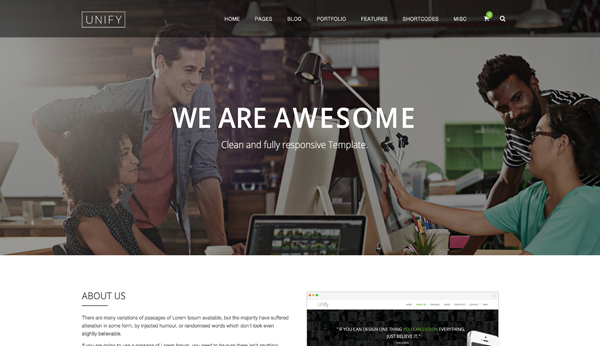 UNIFY
HOME PAGES BLOG PORTFOLIO FEATURES SHORTCODES MISC
WE ARE AWESOME
Clean and fully responsive Template.
ABOUT US
There are many variations of passages of Lorem Ipsum available, but the majority have suffered
alteration in some form, by injected humour, or randomised words which don't look even
slightly believable.
If you are going to use a passage of Lorem Ipsum, you need to be sure there isn't anything
Unify
"IF YOU CAN DESIGN ONE THING YOU CAN DESIGN EVERYTHING.
JUST BELIEVE IT."